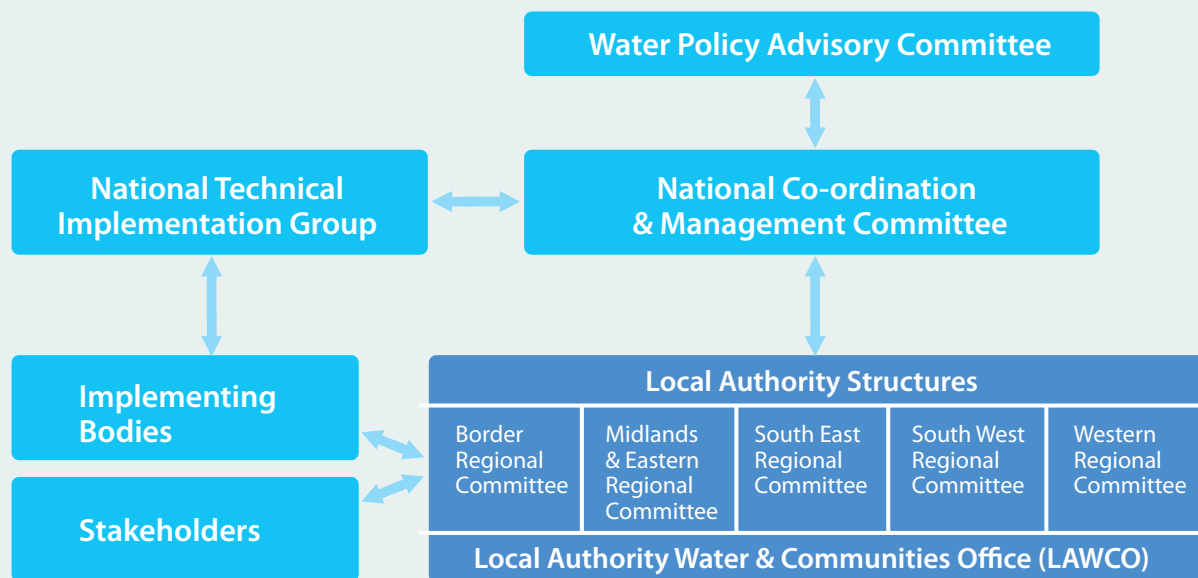 Water Policy Advisory Committee
National Technical
Implementation Group
National Co-ordination
& Management Committee
Implementing
Bodies
Stakeholders
Local Authority Structures
Border
Regional
Committee
Midlands
& Eastern
Regional
Committee
South East
Regional
Committee
South West
Regional
Committee
Western
Regional
Committee
Local Authority Water & Communities Office (LAWCO)